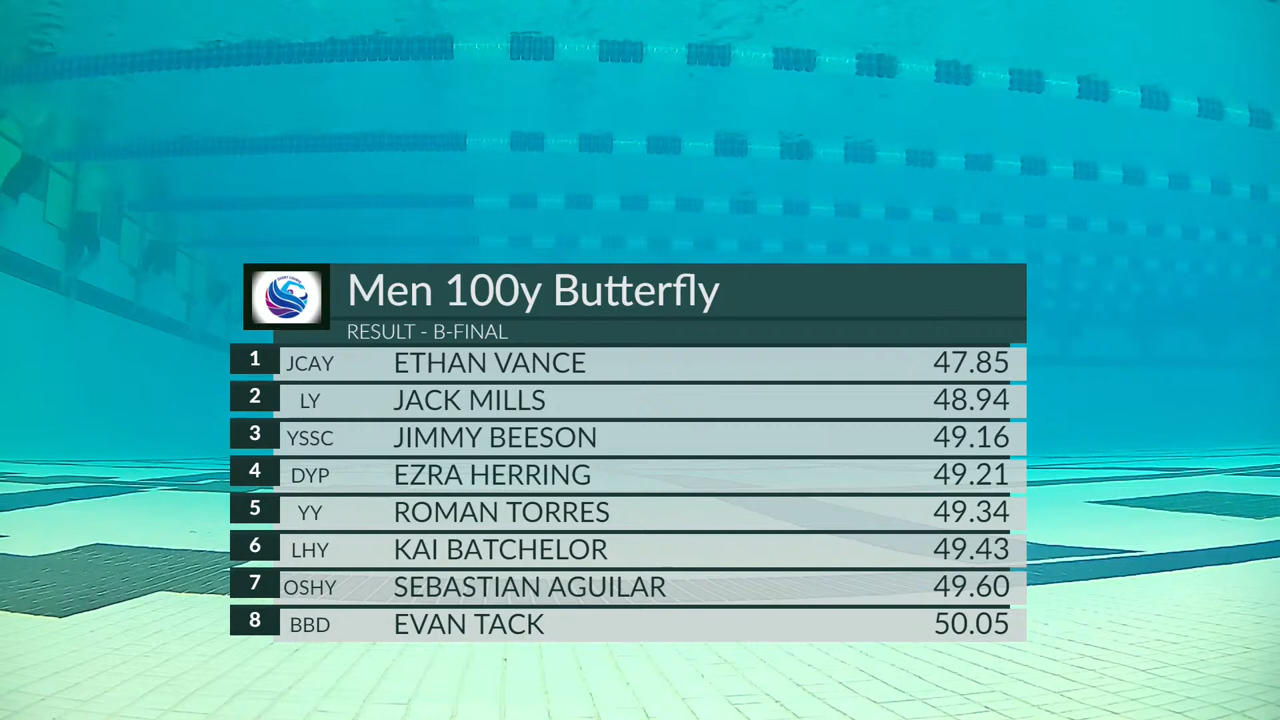 Men 100y Butterfly
RESULT - B-FINAL
1 JCAY ETHAN VANCE 47.85
2 LY JACK MILLS 48.94
3 YSSC JIMMY BEESON 49.16
4 DYP EZRA HERRING 49.21
5 YY ROMAN TORRES 49.34
6 LHY KAI BATCHELOR 49.43
7 OSHY SEBASTIAN AGUILAR 49.60
8 BBD EVAN TACK 50.05